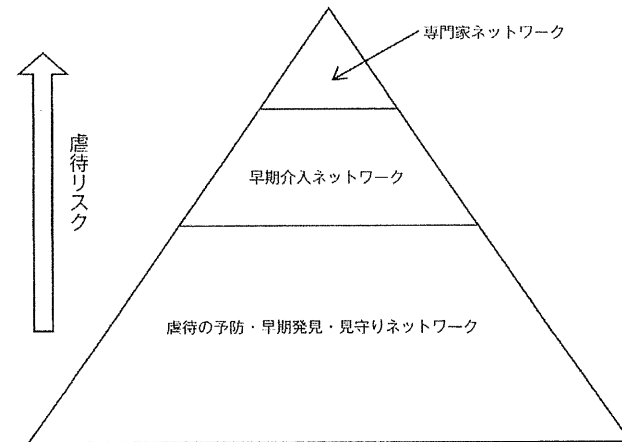 専門家ネットワーク
虐待リスク
早期介入ネットワーク
虐待の予防・早期発見・見守りネットワーク